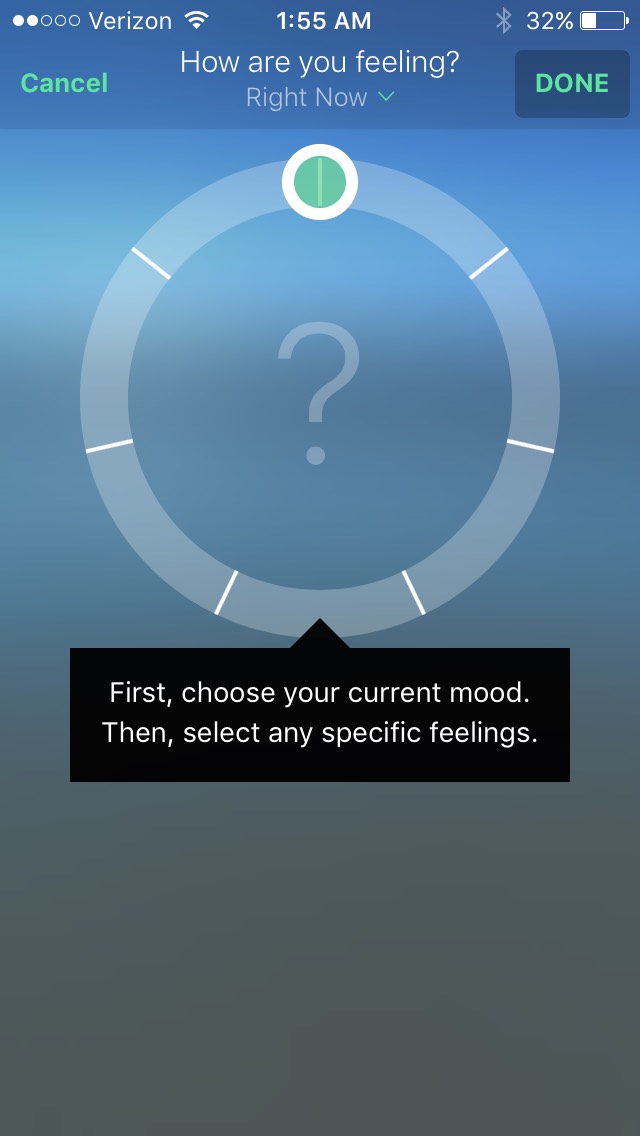 Verizon 1:55 AM 32%
How are you feeling?
Cancel Right Now DONE
?
First, choose your current mood.
Then, select any specific feelings.